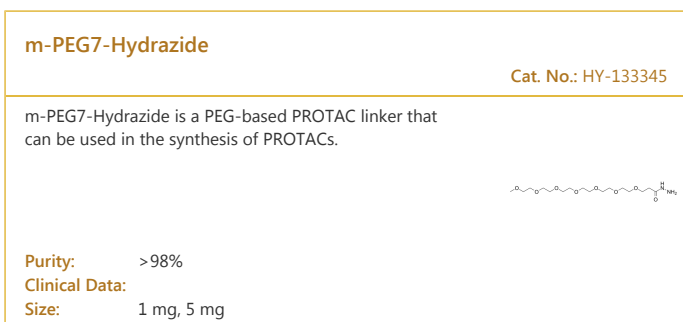 m-PEG7-Hydrazide
Cat. No.: HY-133345
m-PEG7-Hydrazide is a PEG-based PROTAC linker that
can be used in the synthesis of PROTACs.
O O O O O O O O H N NH₂
Purity: >98%
Clinical Data:
Size: 1 mg, 5 mg